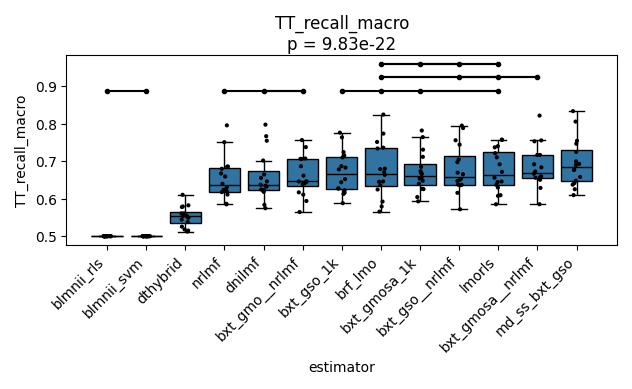 TT_recall_macro
p = 9.83e-22
TT_recall_macro
0.9
0.8
0.7
0.6
0.5
blmnii_rls
blmnii_svm
dthybrid
nrlmf
dnilmf
bxt_gmo__nrlmf
bxt_gso_1k
brf_lmo
bxt_gmosa_1k
bxt_gso__nrlmf
lmorls
bxt_gmosa__nrlmf
md_ss_bxt_gso
estimator